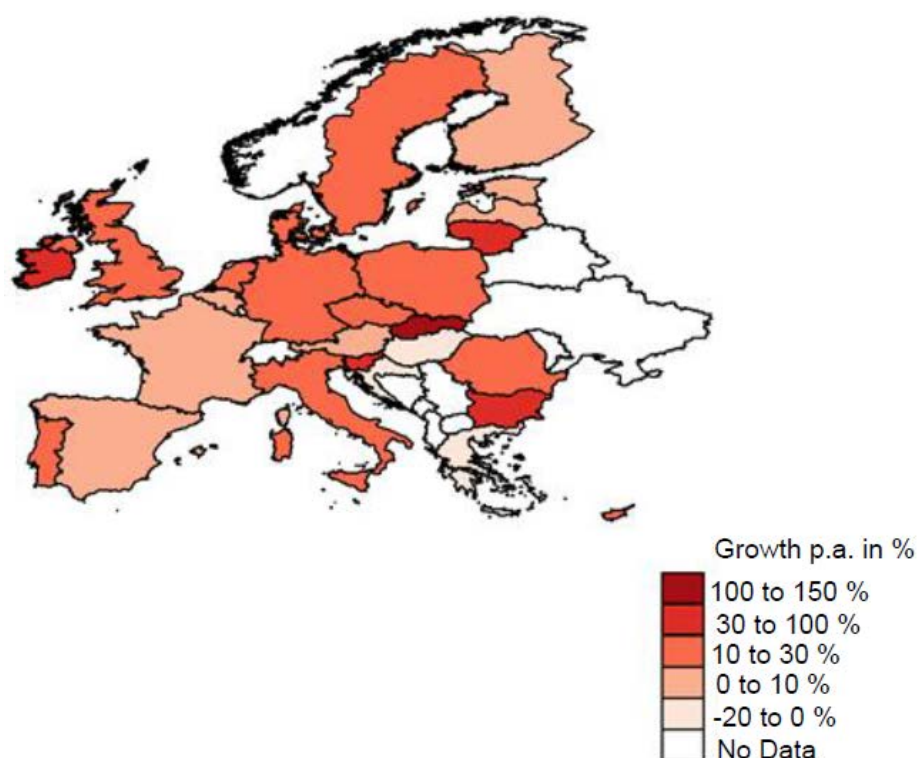 Growth p.a. in %
100 to 150 %
30 to 100 %
10 to 30 %
0 to 10 %
-20 to 0 %
No Data